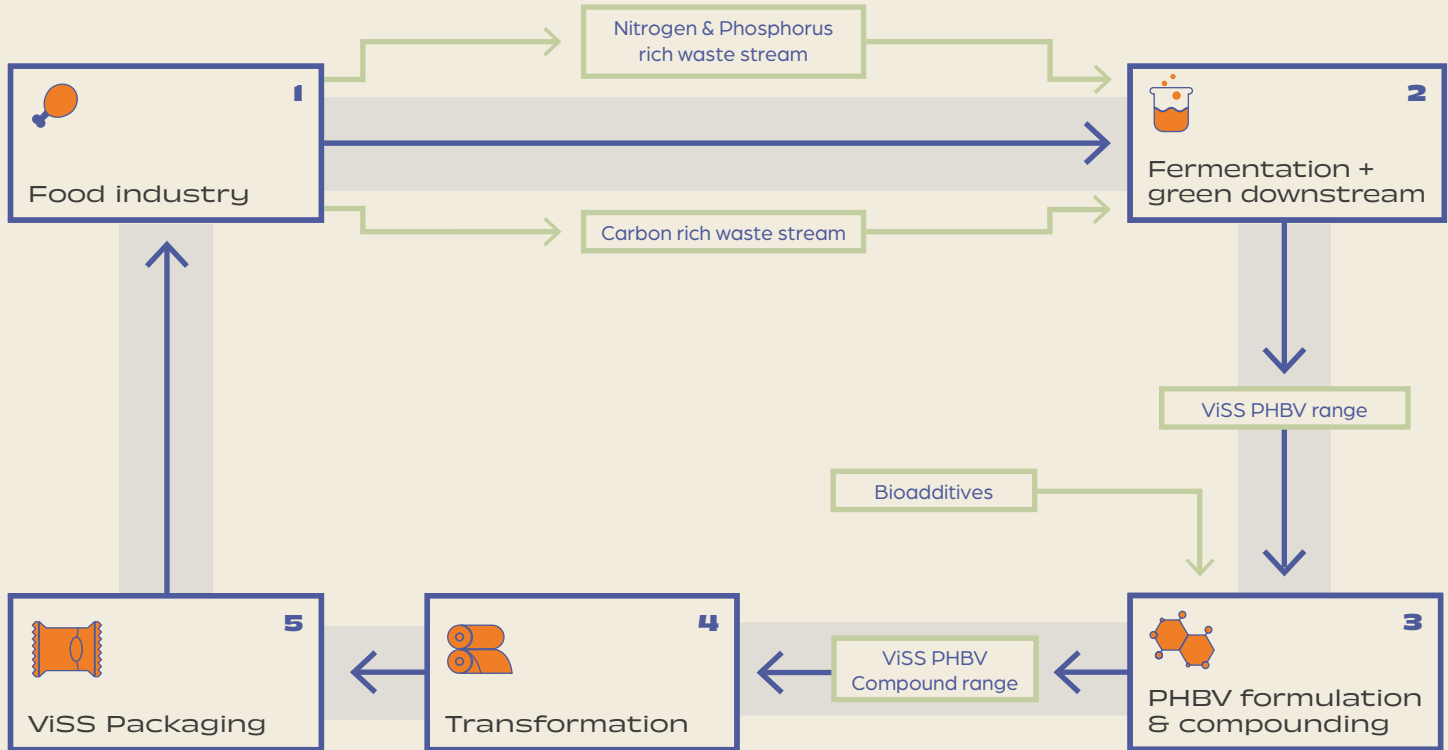 Nitrogen & Phosphorus
rich waste stream
1
Food industry
2
Fermentation +
green downstream
Carbon rich waste stream
ViSS PHBV range
Bioadditives
3
PHBV formulation
& compounding
ViSS PHBV
Compound range
4
Transformation
5
ViSS Packaging